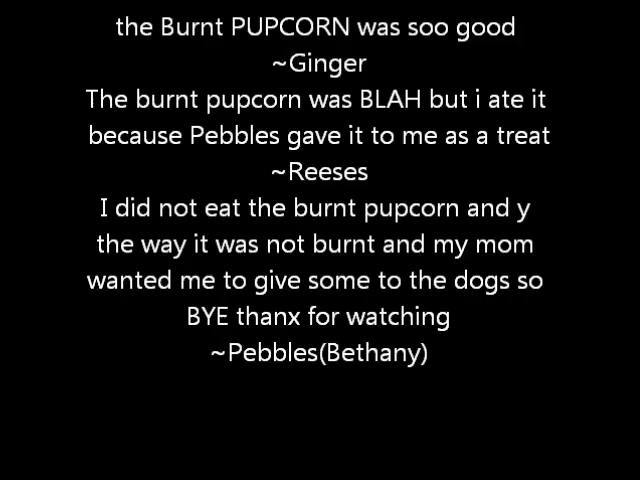 the Burnt PUPCORN was soo good
~Ginger
The burnt pupcorn was BLAH but i ate it
because Pebbles gave it to me as a treat
~Reeses
I did not eat the burnt pupcorn and y
the way it was not burnt and my mom
wanted me to give some to the dogs so
BYE thanx for watching
~Pebbles(Bethany)